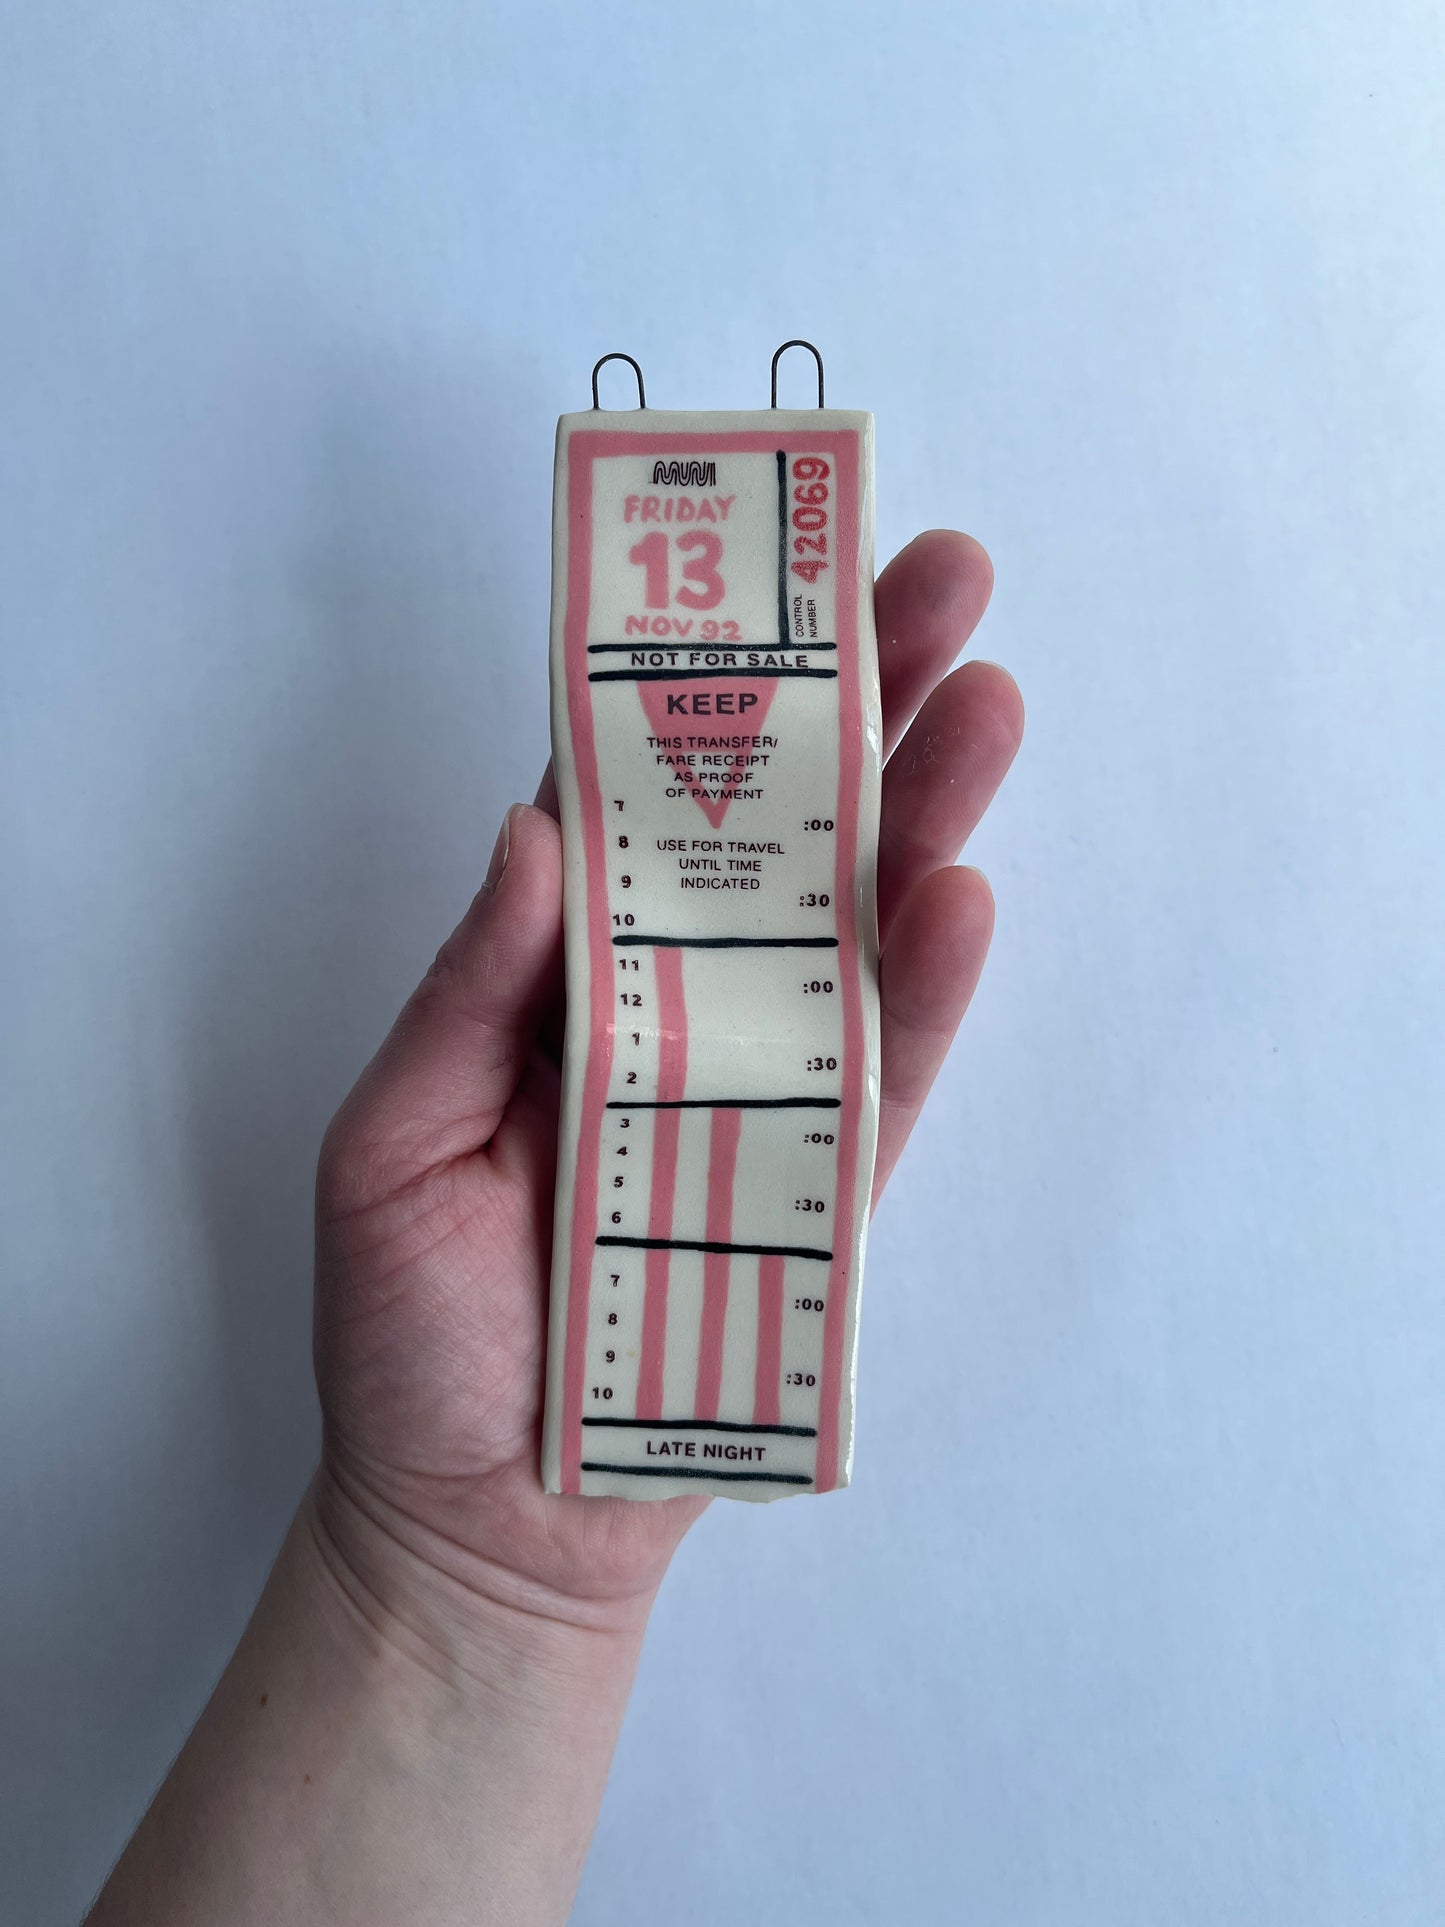 MUNI
FRIDAY
13
NOV 92
CONTROL
NUMBER
42069
NOT FOR SALE
KEEP
THIS TRANSFER/
FARE RECEIPT
AS PROOF
OF PAYMENT
7
:00
8
USE FOR TRAVEL
UNTIL TIME
INDICATED
9
:30
10
11
:00
12
1
:30
2
3
:00
4
5
:30
6
7
:00
8
9
:30
10
LATE NIGHT